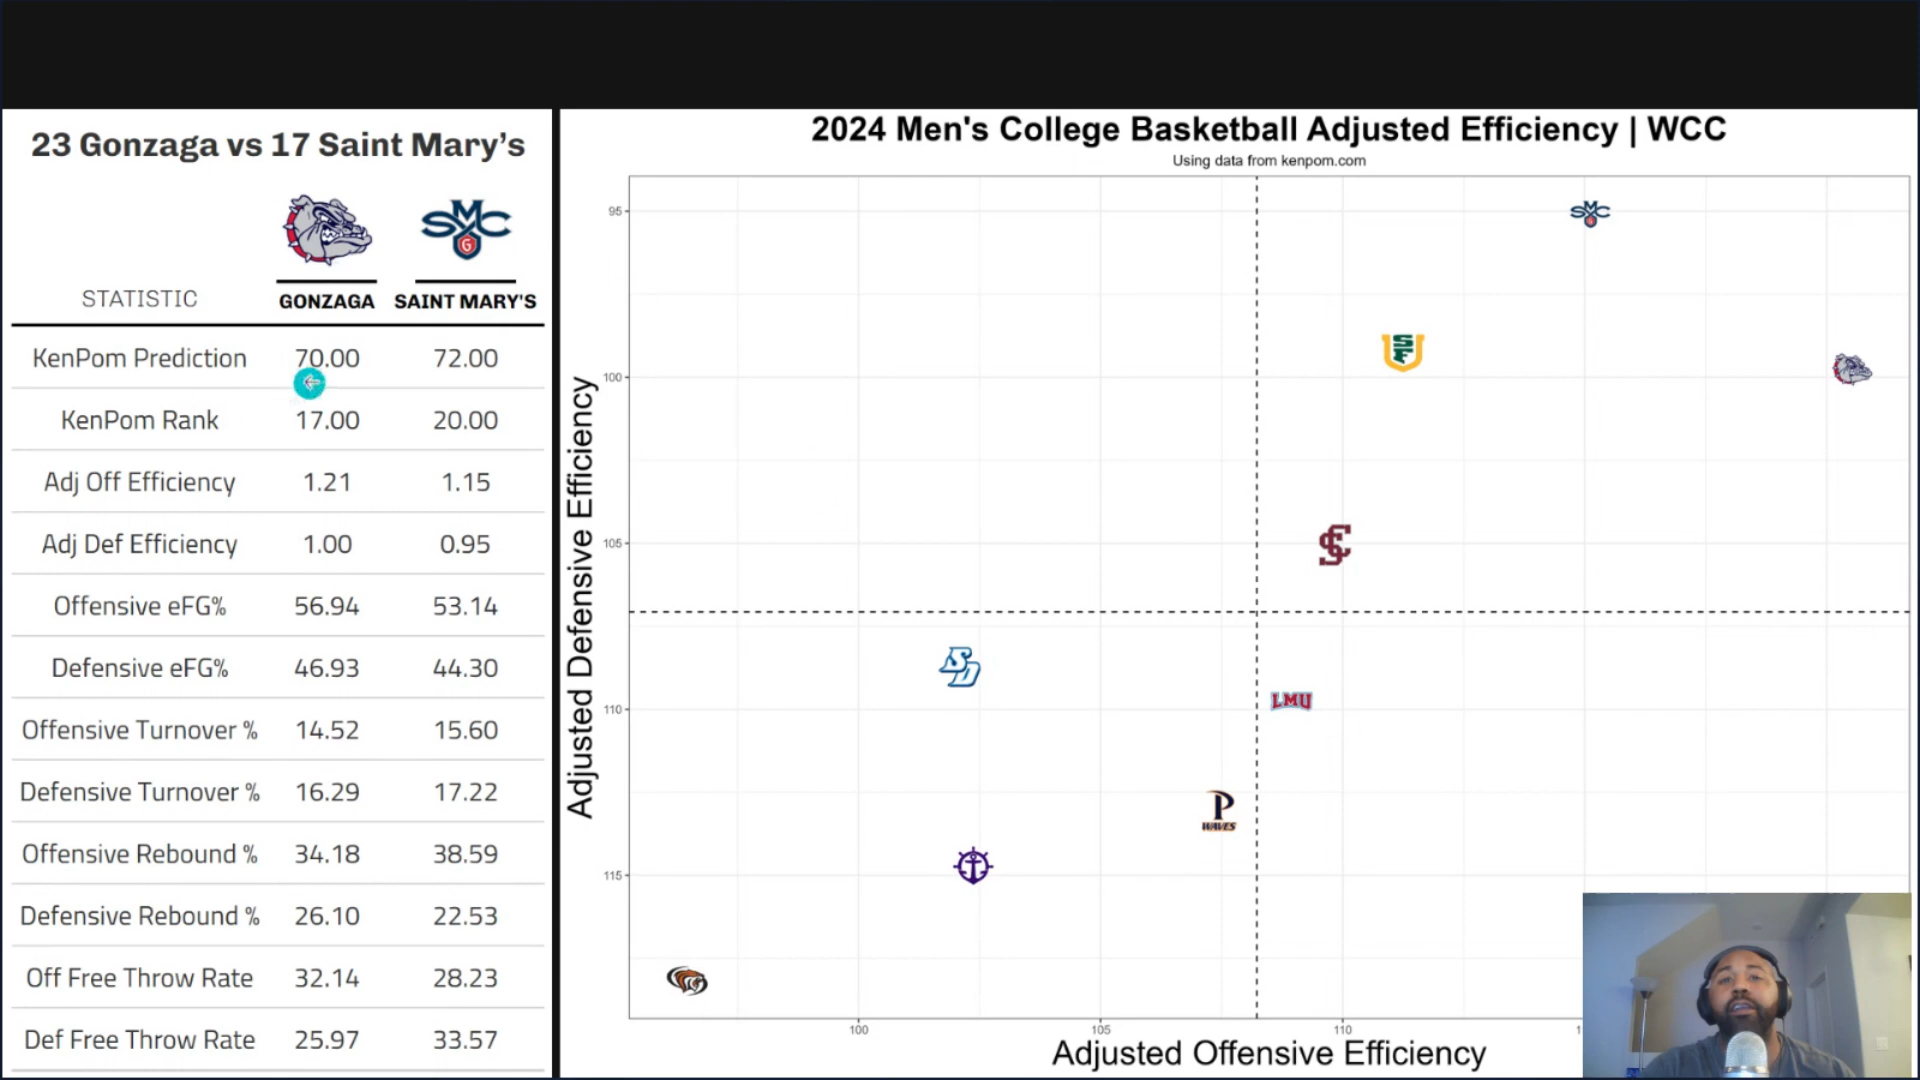 23 Gonzaga vs 17 Saint Mary's
SMC
G
STATISTIC GONZAGA SAINT MARY'S
KenPom Prediction 70.00 72.00
KenPom Rank 17.00 20.00
Adj Off Efficiency 1.21 1.15
Adj Def Efficiency 1.00 0.95
Offensive eFG% 56.94 53.14
Defensive eFG% 46.93 44.30
Offensive Turnover % 14.52 15.60
Defensive Turnover % 16.29 17.22
Offensive Rebound % 34.18 38.59
Defensive Rebound % 26.10 22.53
Off Free Throw Rate 32.14 28.23
Def Free Throw Rate 25.97 33.57
2024 Men's College Basketball Adjusted Efficiency | WCC
Using data from kenpom.com
Adjusted Defensive Efficiency
95
100
105
110
115
SMC
SF
SC
SD
LMU
P
WAVES
100 105 110
Adjusted Offensive Efficiency